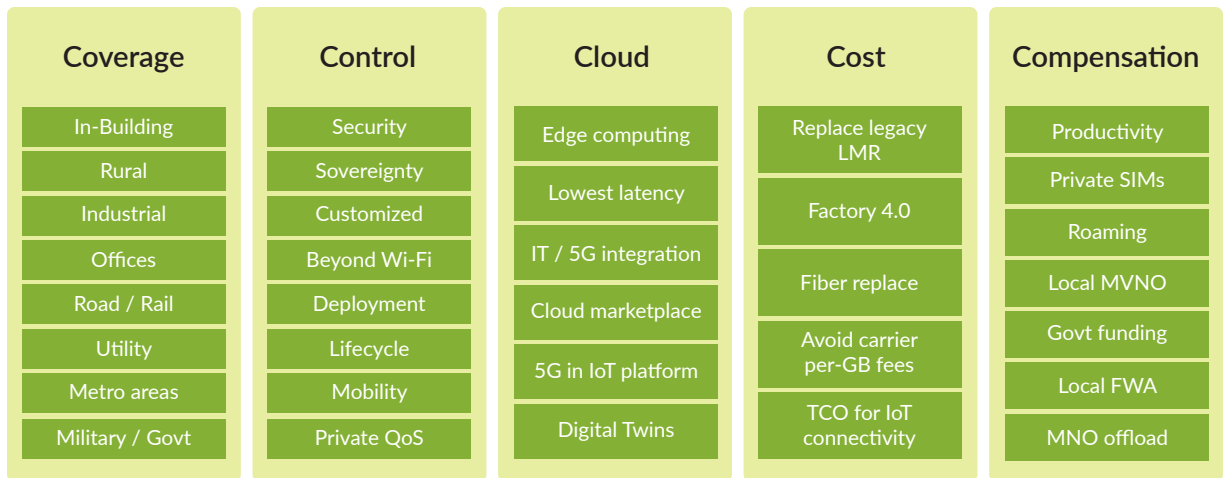 Coverage
In-Building
Rural
Industrial
Offices
Road / Rail
Utility
Metro areas
Military / Govt
Control
Security
Sovereignty
Customized
Beyond Wi-Fi
Deployment
Lifecycle
Mobility
Private QoS
Cloud
Edge computing
Lowest latency
IT / 5G integration
Cloud marketplace
5G in IoT platform
Digital Twins
Cost
Replace legacy
LMR
Factory 4.0
Fiber replace
Avoid carrier
per-GB fees
TCO for IoT
connectivity
Compensation
Productivity
Private SIMs
Roaming
Local MVNO
Govt funding
Local FWA
MNO offload